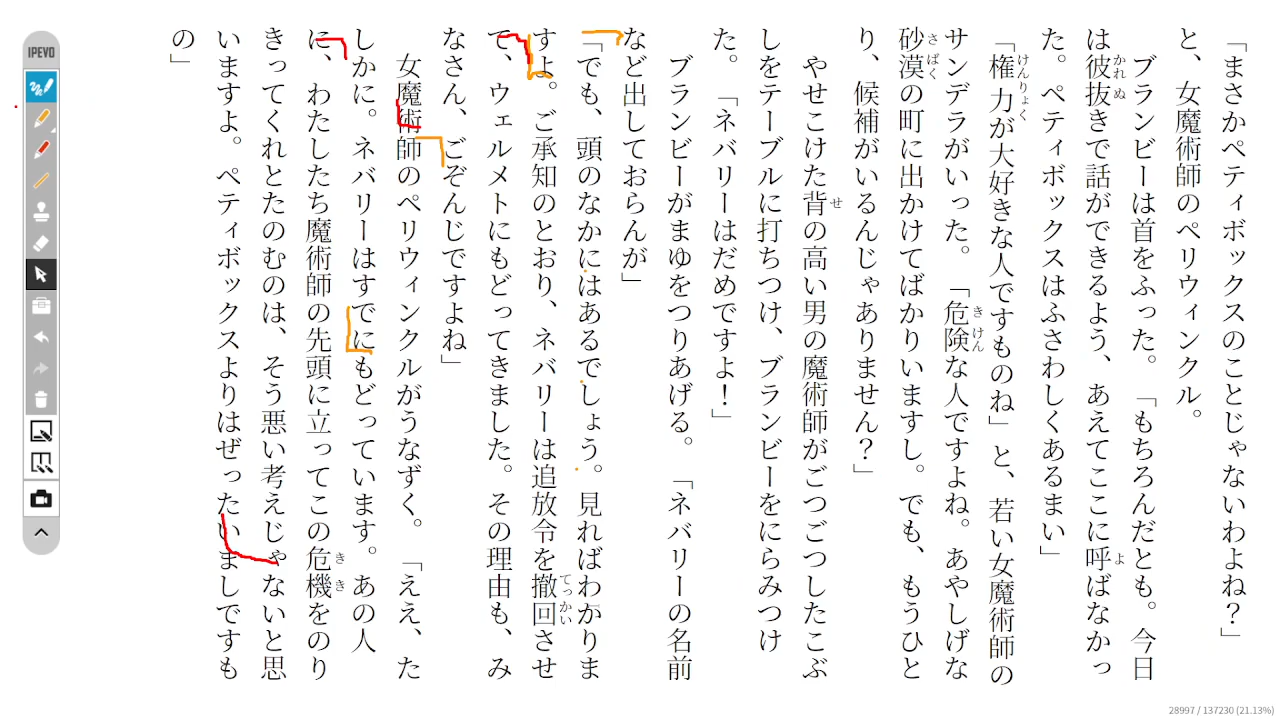 「まさかペティボックスのことじゃないわよね？」
と、女魔術師のペリウィンクル。
ブランビーは首をふった。「もちろんだとも。今日
は彼抜きで話ができるよう、あえてここに呼ばなかっ
た。ペティボックスはふさわしくあるまい」
「権力が大好きな人ですものね」と、若い女魔術師の
サンデラがいった。「危険な人ですよね。あやしげな
砂漠の町に出かけてばかりいますし。でも、もうひと
り、候補がいるんじゃありません？」
やせこけた背の高い男の魔術師がごつごつしたこぶ
しをテーブルに打ちつけ、ブランビーをにらみつけ
た。「ネバリーはだめですよ！」
ブランビーがまゆをつりあげる。「ネバリーの名前
など出しておらんが」
「でも、頭のなかにはあるでしょう。見ればわかりま
すよ。ご承知のとおり、ネバリーは追放令を撤回させ
て、ウェルメトにもどってきました。その理由も、み
なさん、ごぞんじですよね」
女魔術師のペリウィンクルがうなずく。「ええ、た
しかに。ネバリーはすでにもどっています。あの人
に、わたしたち魔術師の先頭に立ってこの危機をのり
きってくれとたのむのは、そう悪い考えじゃないと思
いますよ。ペティボックスよりはぜったいましですも
の」
かれ ぬ
よ
けんりょく
き けん
さ ばく
せ
てっかい
き き
IPEVO
28997 / 137230 (21.13%)